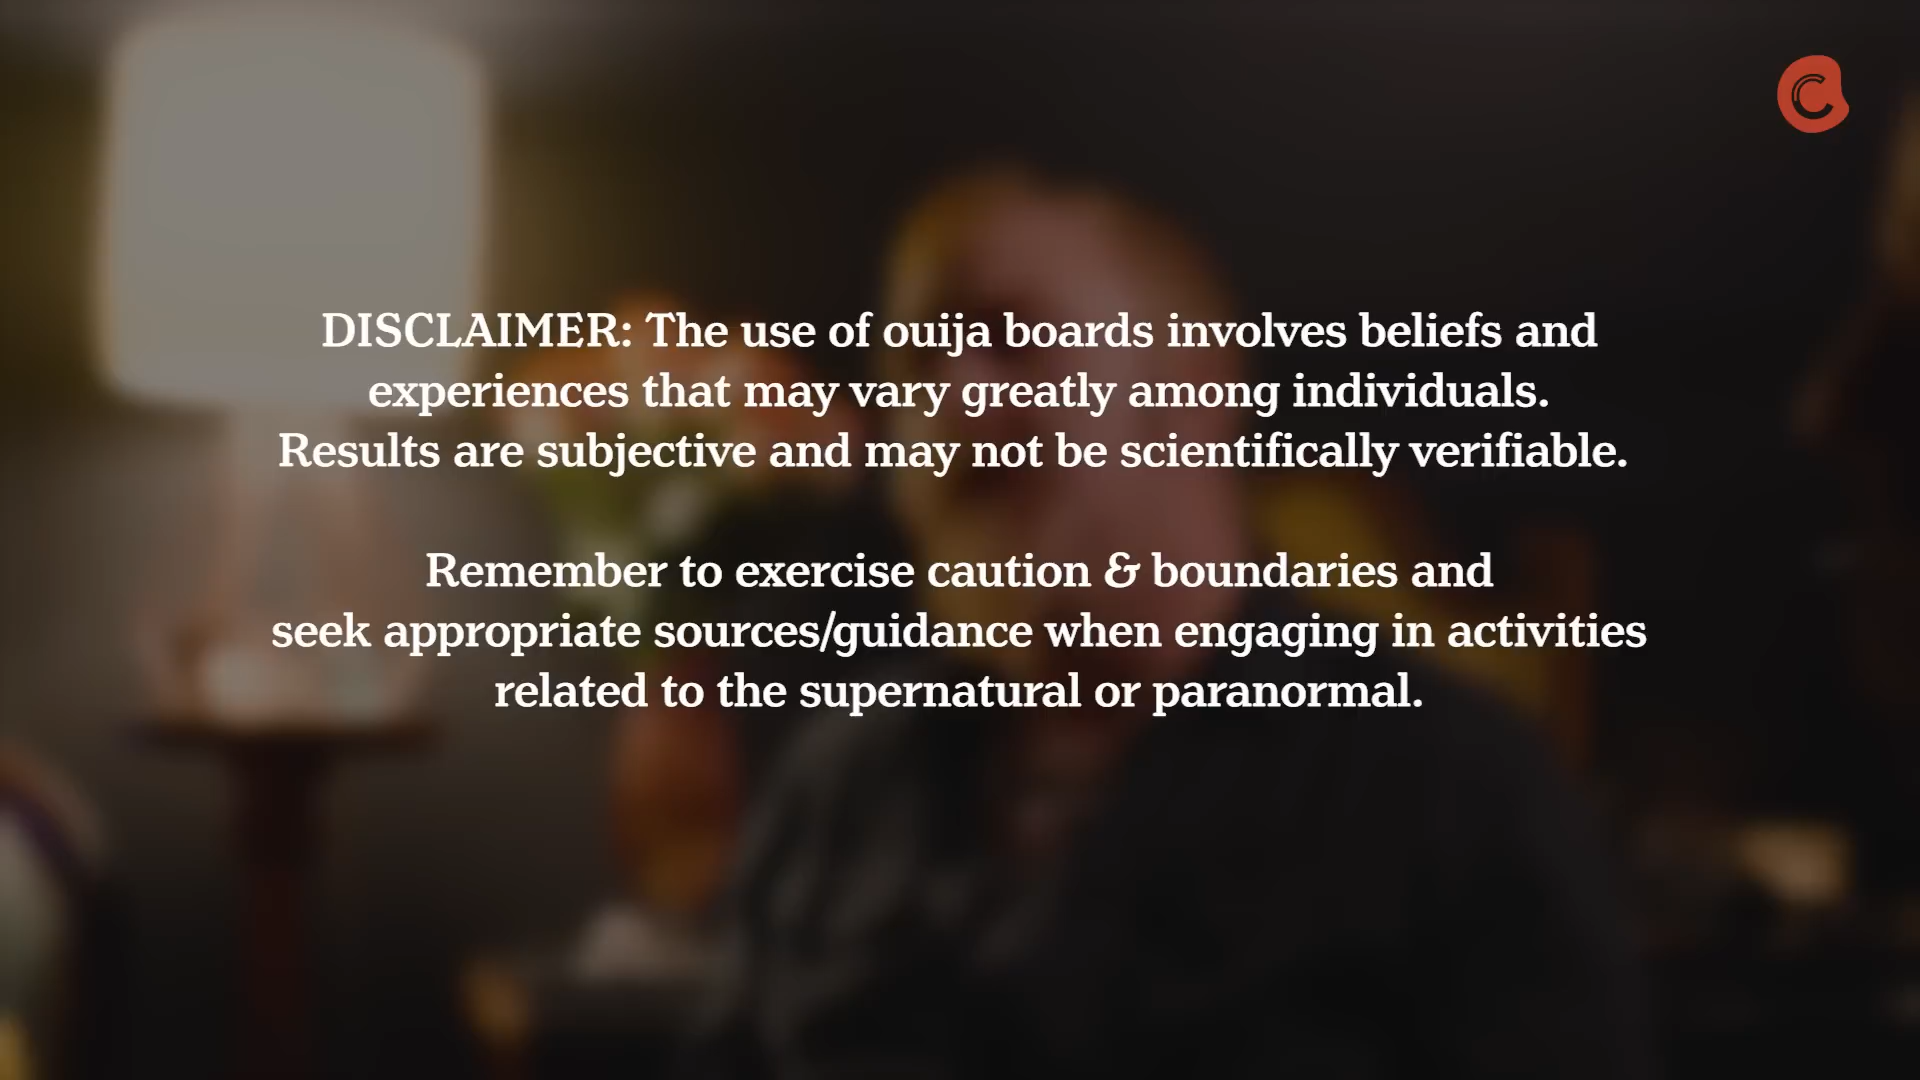 DISCLAIMER: The use of ouija boards involves beliefs and
experiences that may vary greatly among individuals.
Results are subjective and may not be scientifically verifiable.
Remember to exercise caution & boundaries and
seek appropriate sources/guidance when engaging in activities
related to the supernatural or paranormal.
C